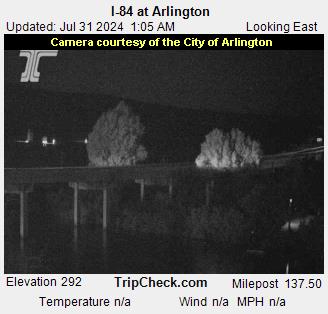 I-84 at Arlington
Updated: Jul 31 2024 1:05 AM Looking East
Camera courtesy of the City of Arlington
Elevation 292 TripCheck.com Milepost 137.50
Temperature n/a Wind n/a MPH n/a